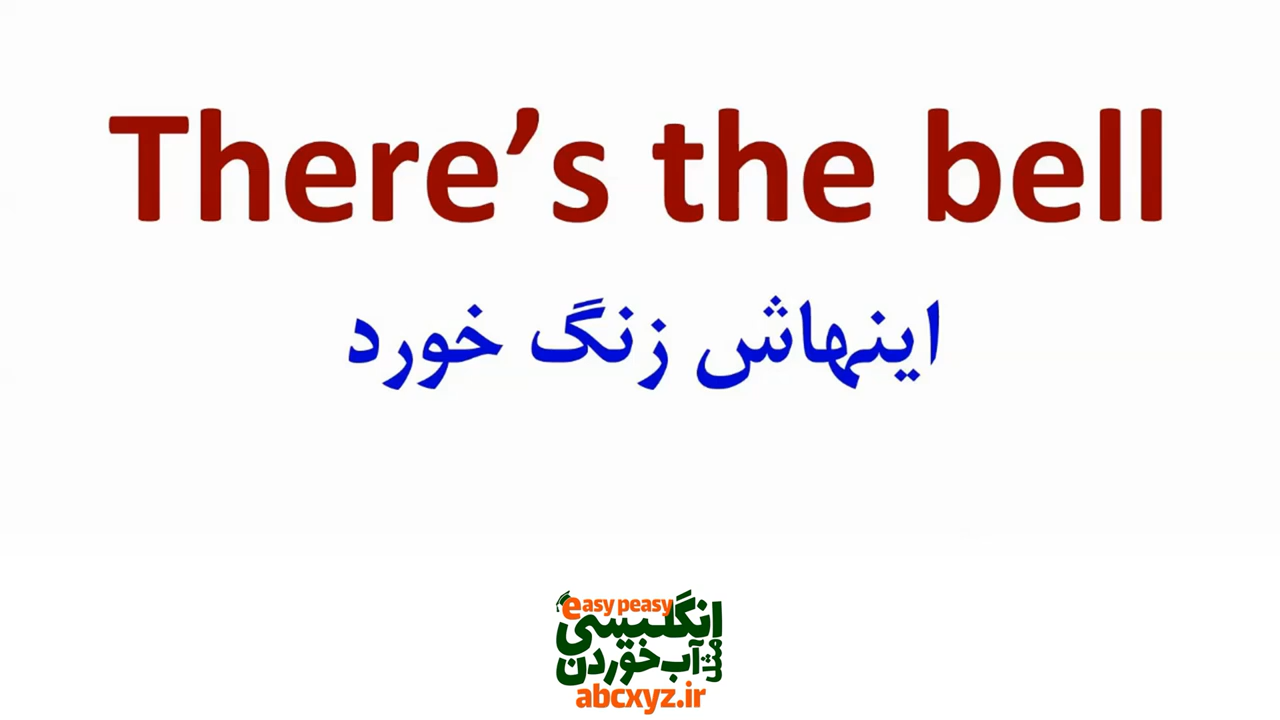 There’s the bell
اینهاش زنگ خورد
easy peasy
انگلیسی
مثل آب خوردن
abcxyz.ir